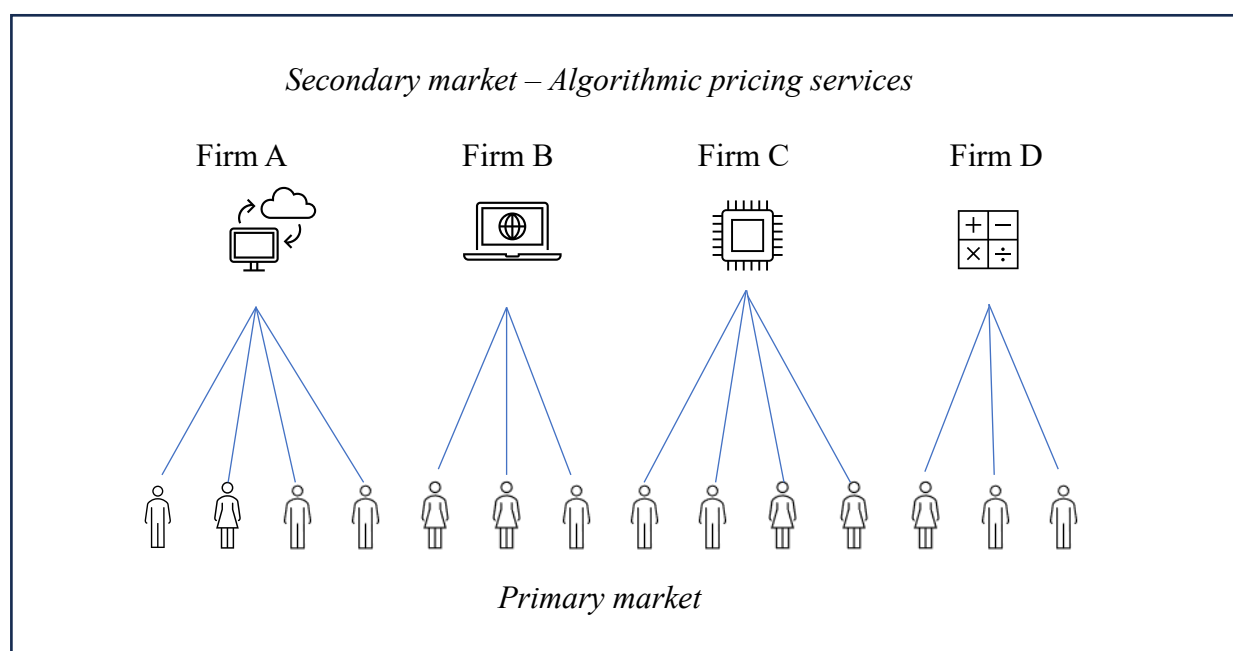 Secondary market – Algorithmic pricing services
Firm A Firm B Firm C Firm D
+ −
× ÷
Primary market